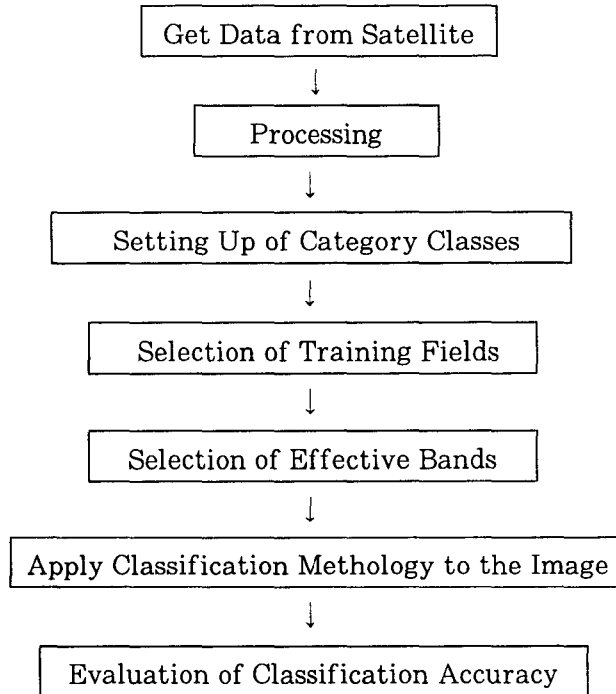 Get Data from Satellite
Processing
Setting Up of Category Classes
Selection of Training Fields
Selection of Effective Bands
Apply Classification Methology to the Image
Evaluation of Classification Accuracy